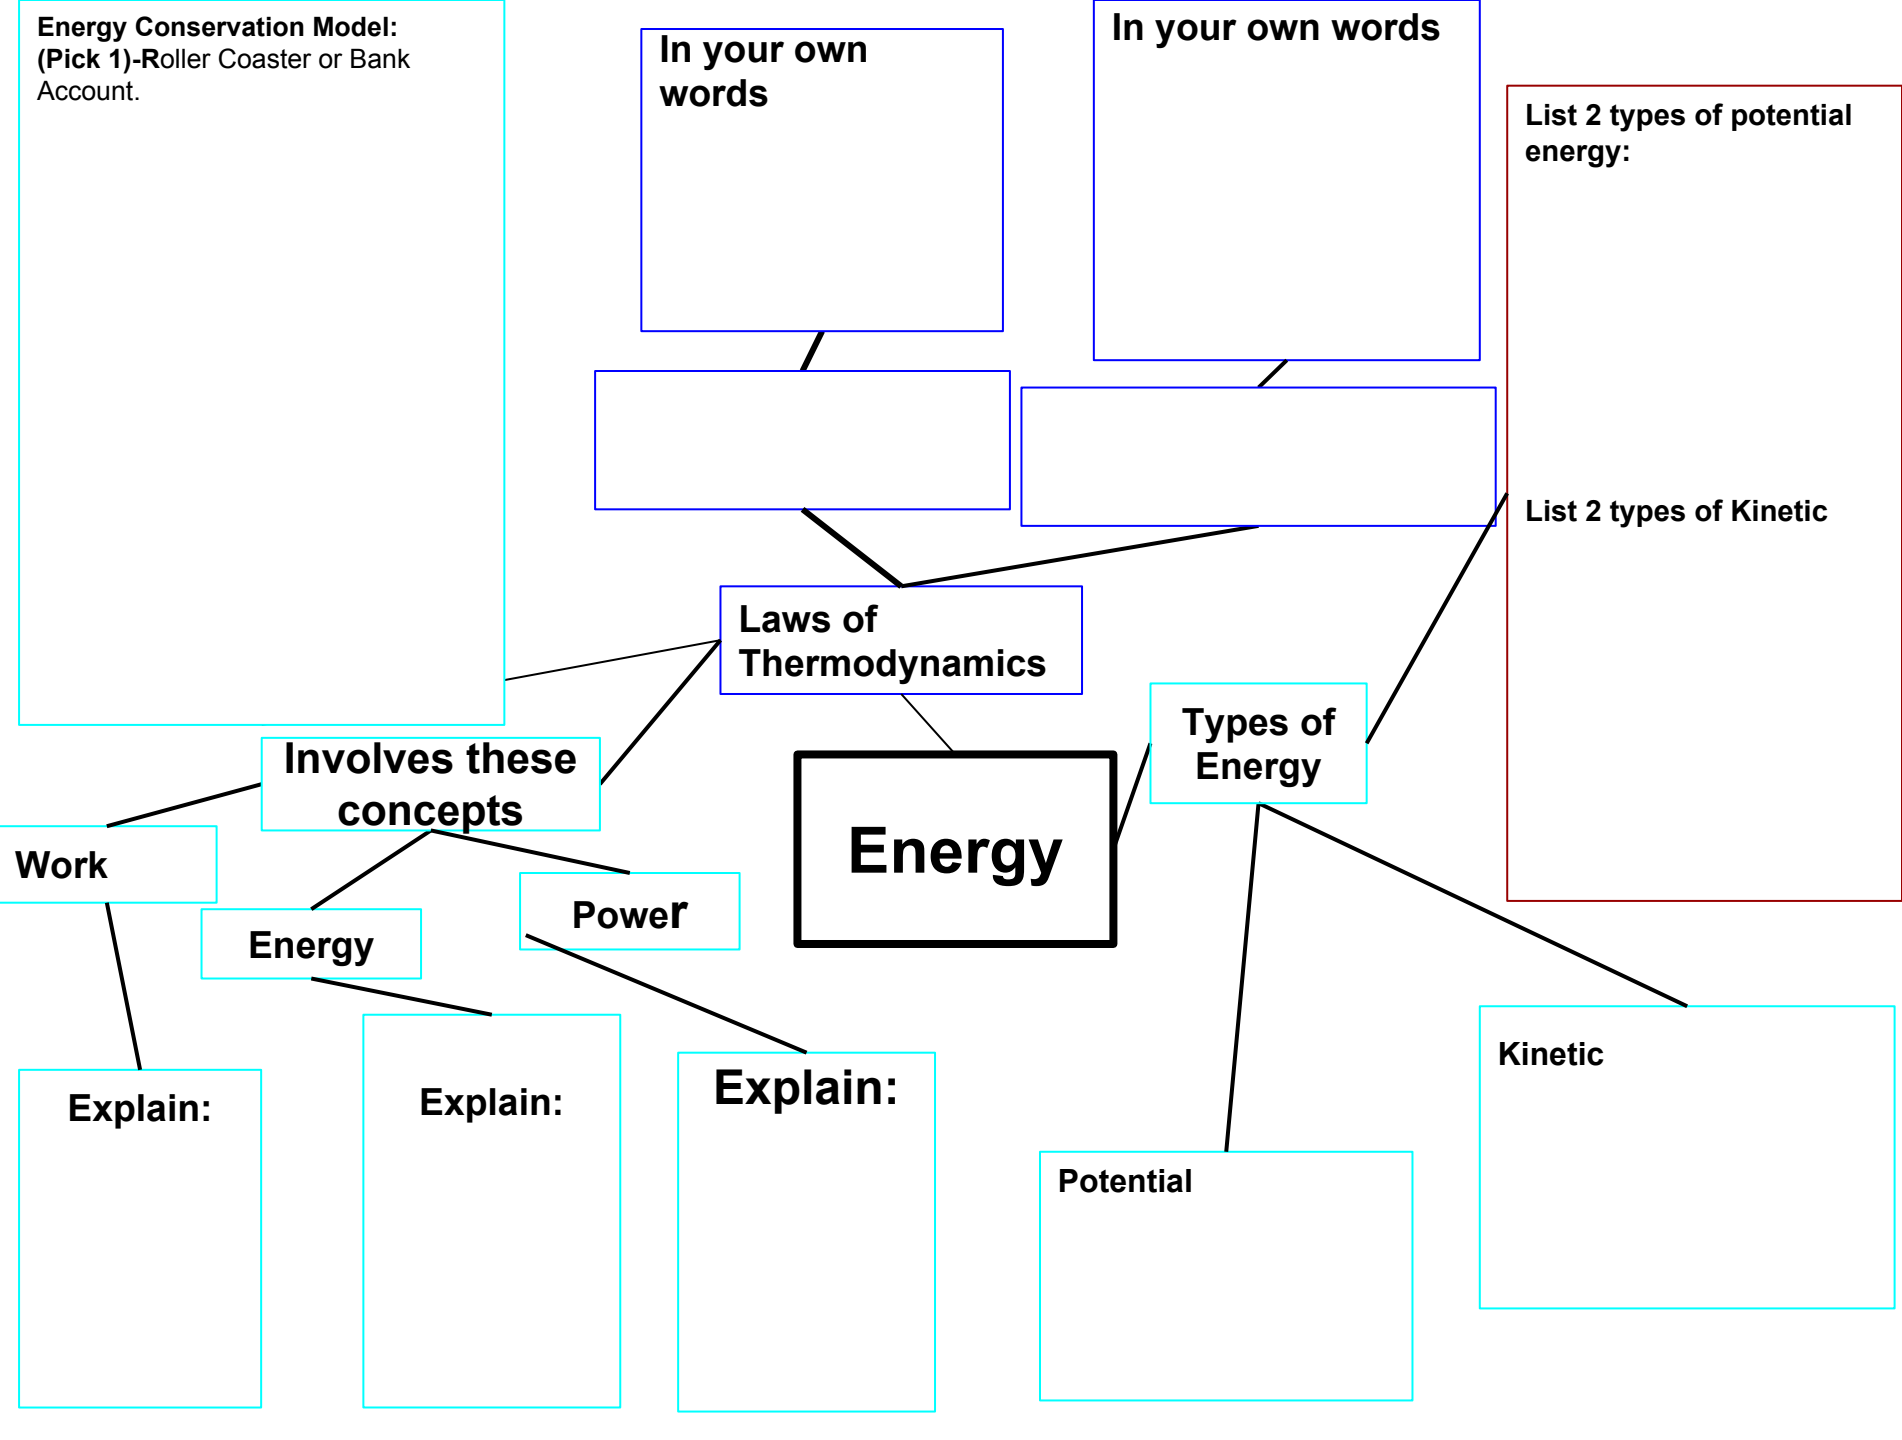 Energy Conservation Model:
(Pick 1)-Roller Coaster or Bank
Account.
In your own
words
In your own words
List 2 types of potential
energy:
List 2 types of Kinetic
Laws of
Thermodynamics
Types of
Energy
Involves these
concepts
Energy
Work
Energy
Power
Explain:
Explain:
Explain:
Potential
Kinetic